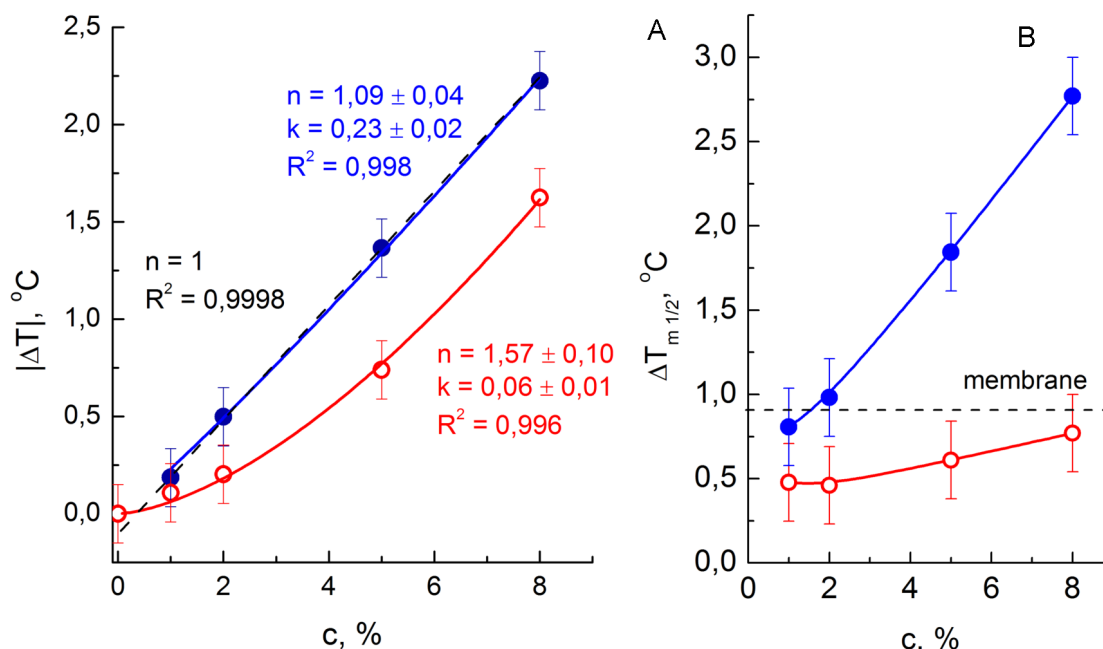 A
2,5
2,0
1,5
1,0
0,5
0,0
|ΔT|, °C
n = 1,09 ± 0,04
k = 0,23 ± 0,02
R² = 0,998
n = 1
R² = 0,9998
n = 1,57 ± 0,10
k = 0,06 ± 0,01
R² = 0,996
0 2 4 6 8
c, %
B
3,0
2,5
2,0
1,5
1,0
0,5
0,0
ΔT m 1/2, °C
membrane
0 2 4 6 8
c, %